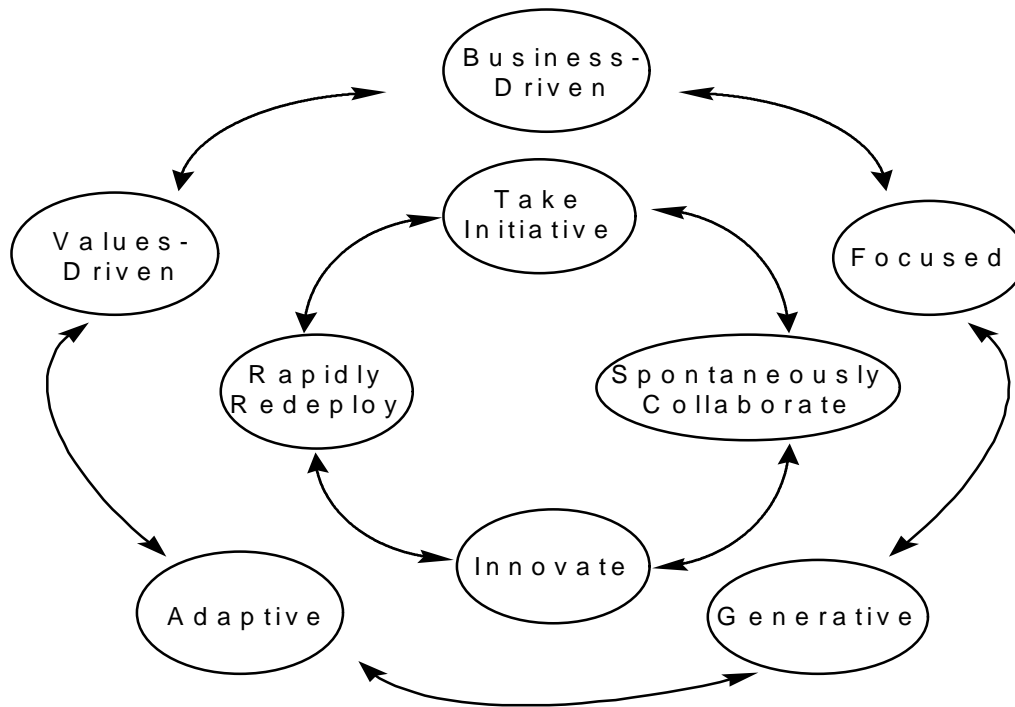 Business-
Driven
Take
Initiative
Values-
Driven
Focused
Rapidly
Redeploy
Spontaneously
Collaborate
Innovate
Adaptive
Generative